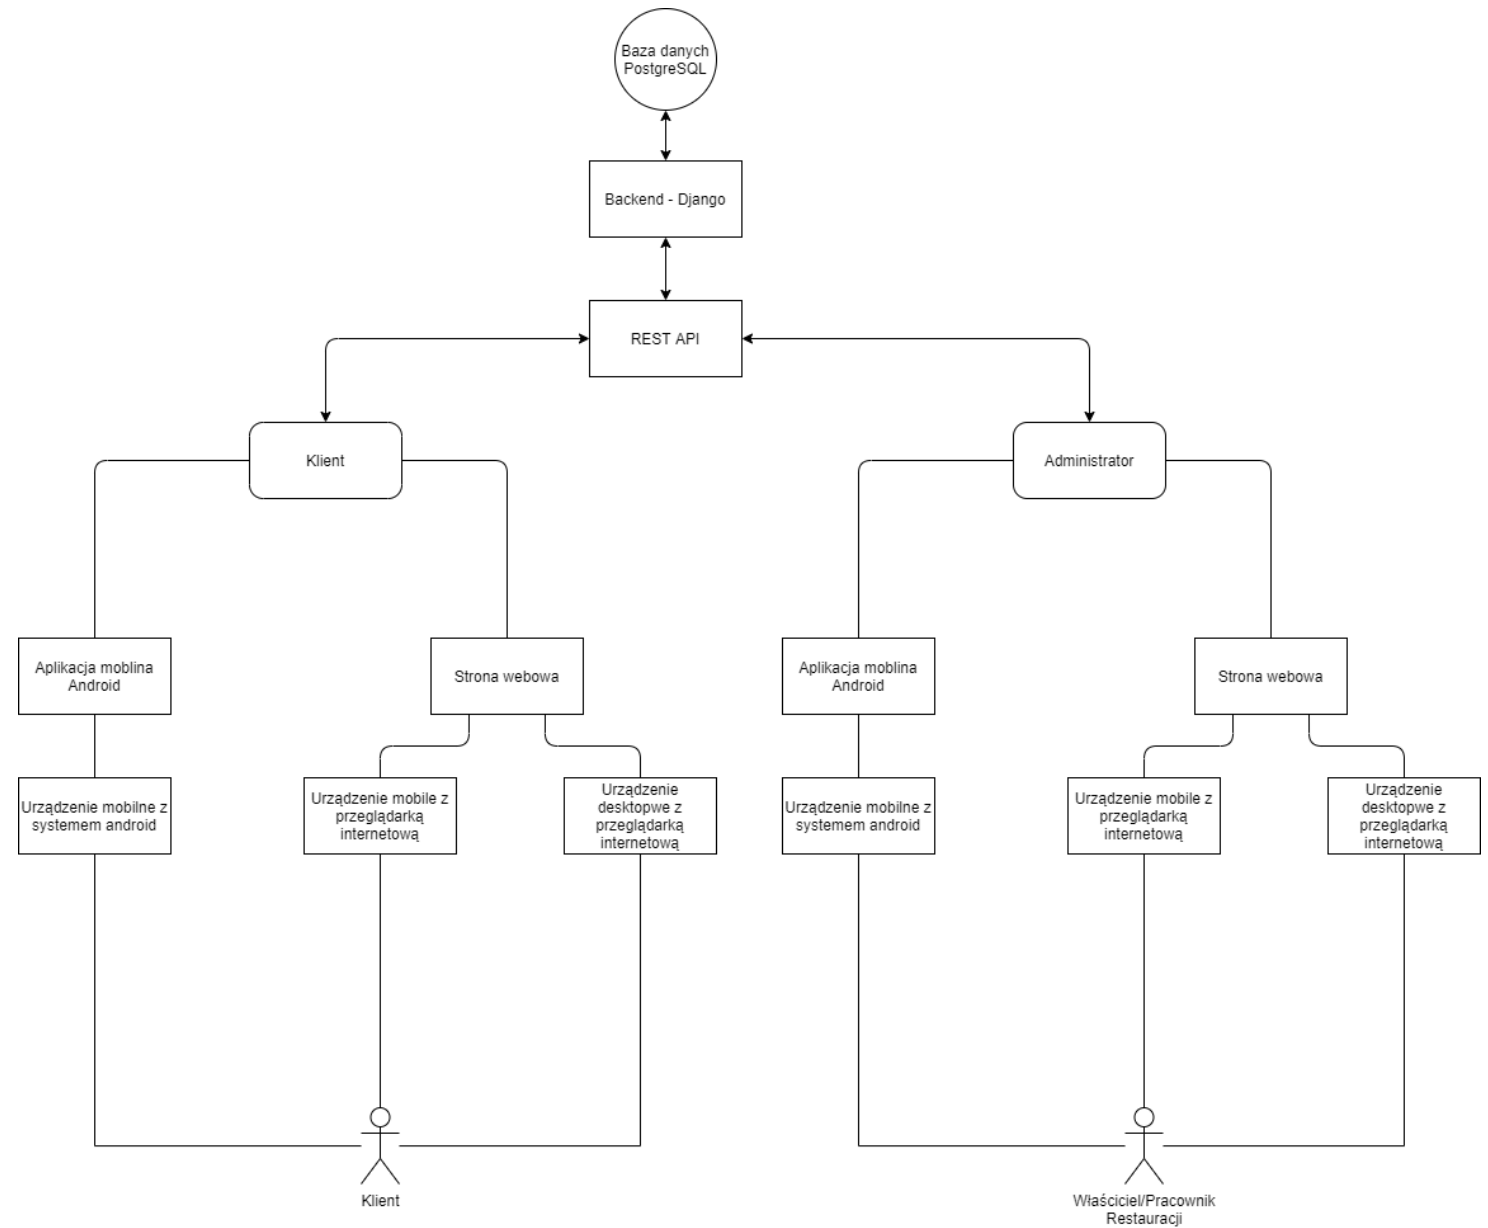 Baza danych
PostgreSQL
Backend - Django
REST API
Klient
Administrator
Aplikacja moblina
Android
Strona webowa
Aplikacja moblina
Android
Strona webowa
Urządzenie mobilne z
systemem android
Urządzenie mobile z
przeglądarką
internetową
Urządzenie
desktopwe z
przeglądarką
internetową
Urządzenie mobilne z
systemem android
Urządzenie mobile z
przeglądarką
internetową
Urządzenie
desktopwe z
przeglądarką
internetową
Klient
Właściciel/Pracownik
Restauracji